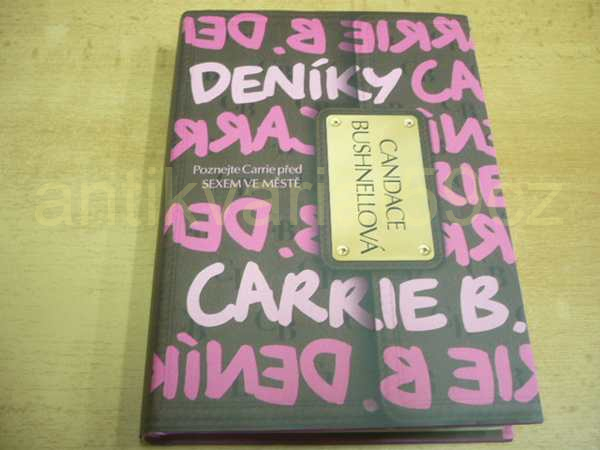 DENÍKY
Poznejte Carrie před
SEXEM VE MĚSTĚ
CANDACE
BUSHNELLOVÁ
CARRIE B.